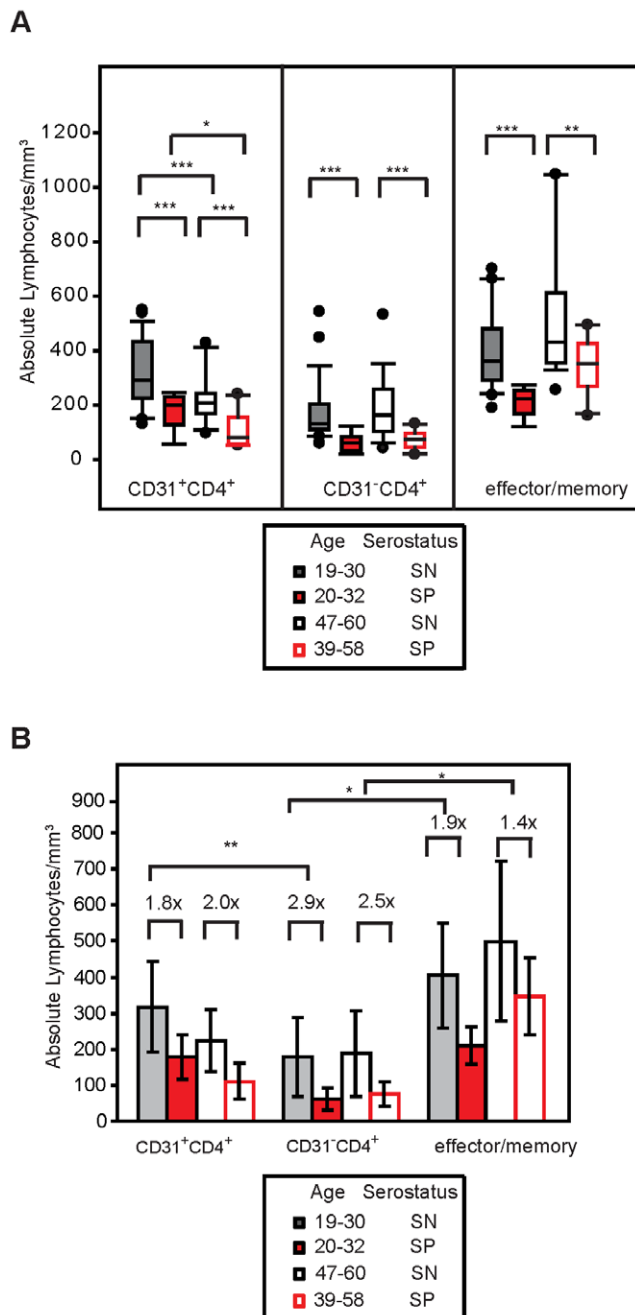 A
Absolute Lymphocytes/mm³
1200
1000
800
600
400
200
0
*
***
***
***
***
***
***
**
CD31⁺CD4⁺
CD31⁻CD4⁺
effector/memory
Age Serostatus
19-30 SN
20-32 SP
47-60 SN
39-58 SP
B
Absolute Lymphocytes/mm³
900
800
700
600
500
400
300
200
100
0
*
*
**
1.8x
2.0x
2.9x
2.5x
1.9x
1.4x
CD31⁺CD4⁺
CD31⁻CD4⁺
effector/memory
Age Serostatus
19-30 SN
20-32 SP
47-60 SN
39-58 SP